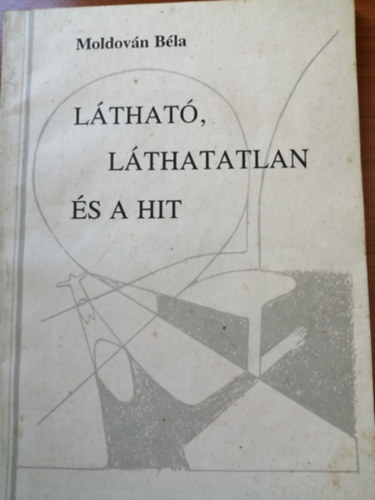 Moldován Béla
LÁTHATÓ,
LÁTHATATLAN
ÉS A HIT